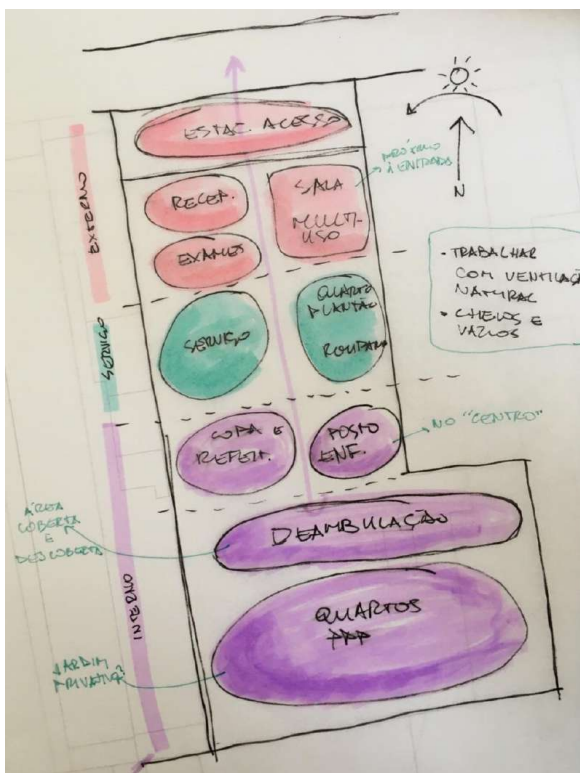 ESTAC. ACESSO
RECEP.
EXAMES
SALA
MULTI-
USO
PRÓXIMO
À ENTRADA
N
EXTERNO
• TRABALHAR
COM VENTILAÇÃO
NATURAL
• CHEIOS E
VAZIOS
SERVIÇO
SERVIÇO
QUARTO
PLANTÃO
ROUPARIA
COPA E
REFEIT.
POSTO
ENF.
NO "CENTRO"
ÁREA
COBERTA
E
DESCOBERTA
DEAMBULAÇÃO
INTERNO
QUARTOS
PPP
JARDIM
PRIVATIVO